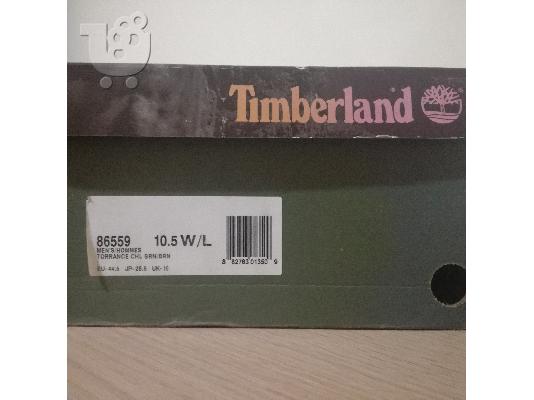 Timberland
86559 10.5 W/L
MEN'S/HOMMES
TORRANCE CHL BRN/BRN
EU-44.5 JP-28.5 UK-10
8 82783 01350 9